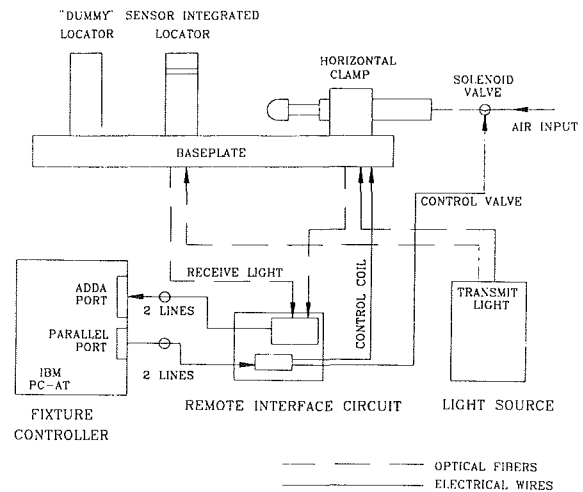 "DUMMY" SENSOR INTEGRATED
LOCATOR LOCATOR
HORIZONTAL
CLAMP
SOLENOID
VALVE
AIR INPUT
BASEPLATE
CONTROL VALVE
RECEIVE LIGHT
CONTROL COIL
ADDA
PORT
2 LINES
TRANSMIT
LIGHT
PARALLEL
PORT
2 LINES
IBM
PC-AT
FIXTURE
CONTROLLER
REMOTE INTERFACE CIRCUIT
LIGHT SOURCE
OPTICAL FIBERS
ELECTRICAL WIRES